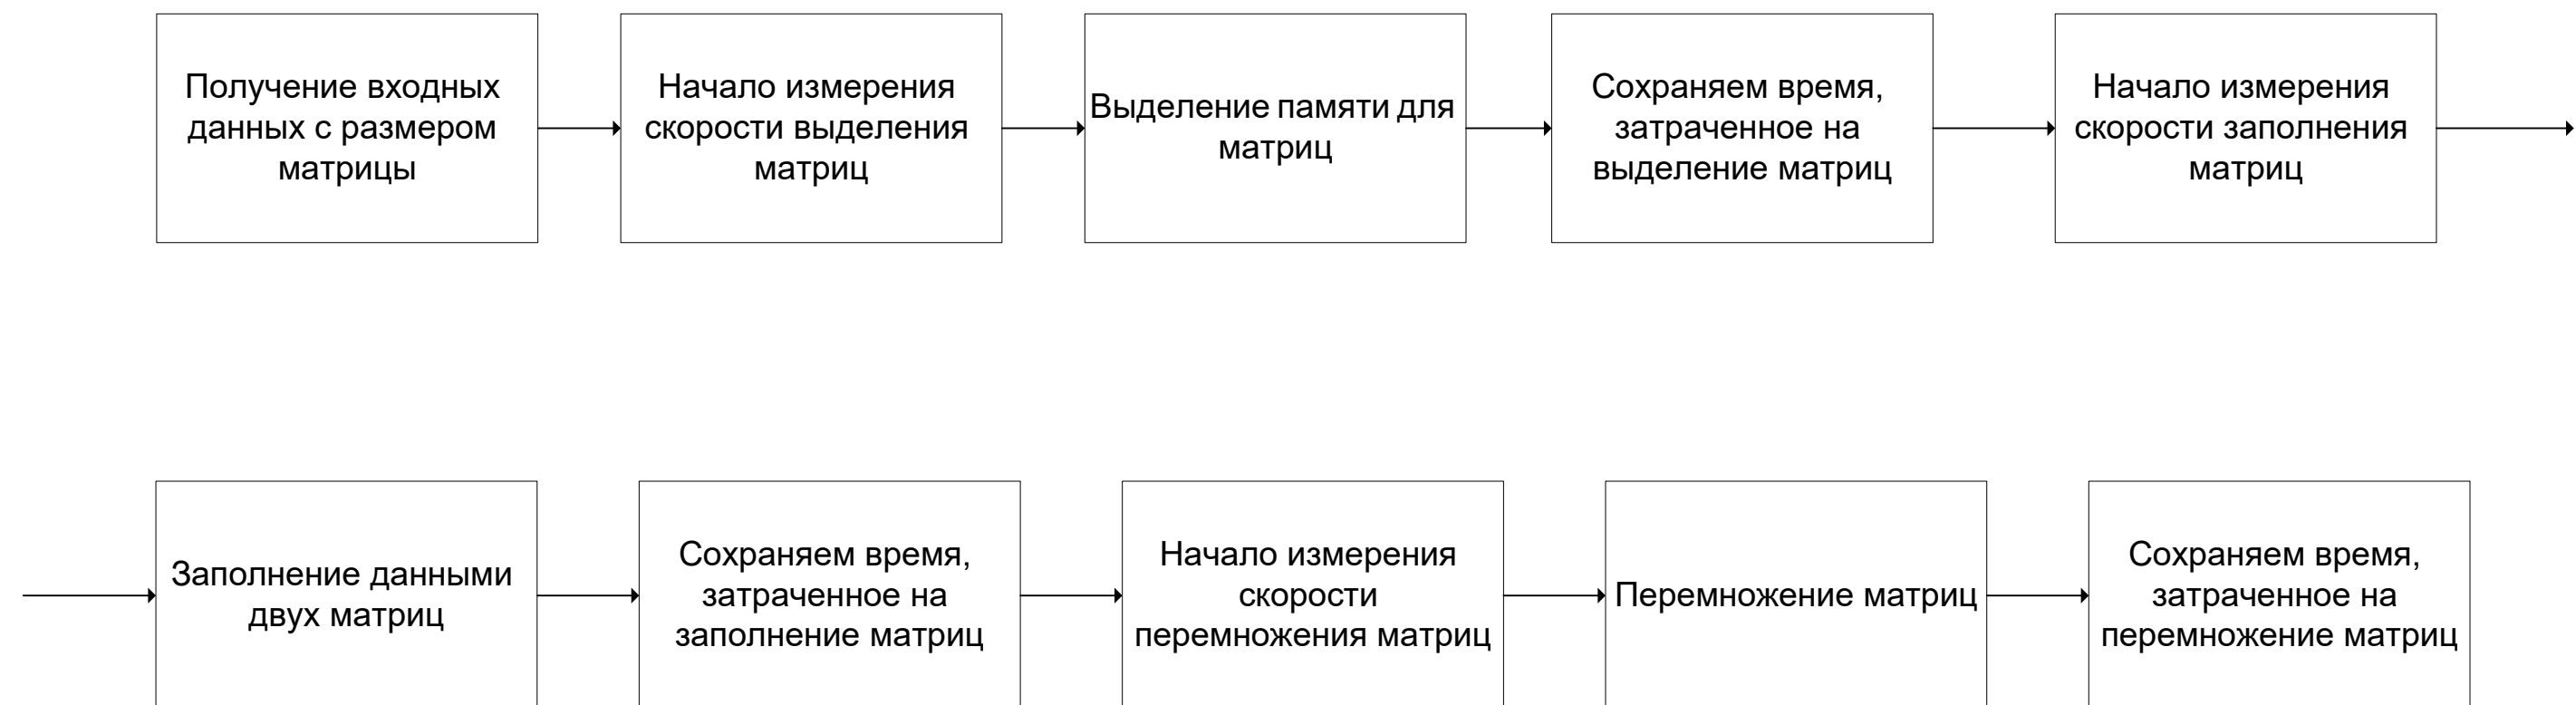 Получение входных
данных с размером
матрицы
Начало измерения
скорости выделения
матриц
Выделение памяти для
матриц
Сохраняем время,
затраченное на
выделение матриц
Начало измерения
скорости заполнения
матриц
Заполнение данными
двух матриц
Сохраняем время,
затраченное на
заполнение матриц
Начало измерения
скорости
перемножения матриц
Перемножение матриц
Сохраняем время,
затраченное на
перемножение матриц